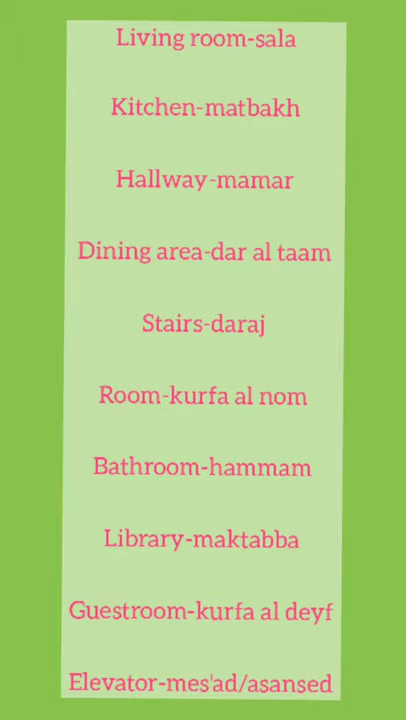 Living room-sala
Kitchen-matbakh
Hallway-mamar
Dining area-dar al taam
Stairs-daraj
Room-kurfa al nom
Bathroom-hammam
Library-maktabba
Guestroom-kurfa al deyf
Elevator-mes'ad/asansed